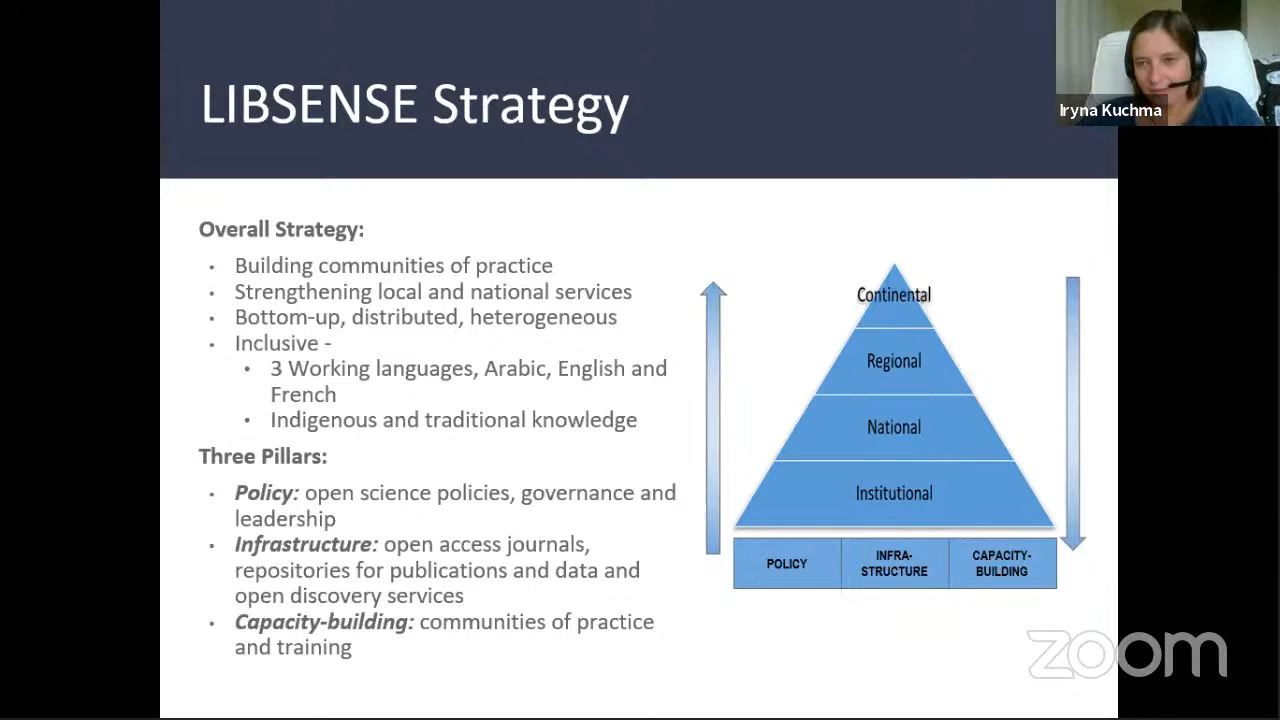 LIBSENSE Strategy
Iryna Kuchma
Overall Strategy:
• Building communities of practice
• Strengthening local and national services
• Bottom-up, distributed, heterogeneous
• Inclusive -
• 3 Working languages, Arabic, English and
French
• Indigenous and traditional knowledge
Three Pillars:
• Policy: open science policies, governance and
leadership
• Infrastructure: open access journals,
repositories for publications and data and
open discovery services
• Capacity-building: communities of practice
and training
Continental
Regional
National
Institutional
POLICY
INFRA-
STRUCTURE
CAPACITY-
BUILDING
zoom